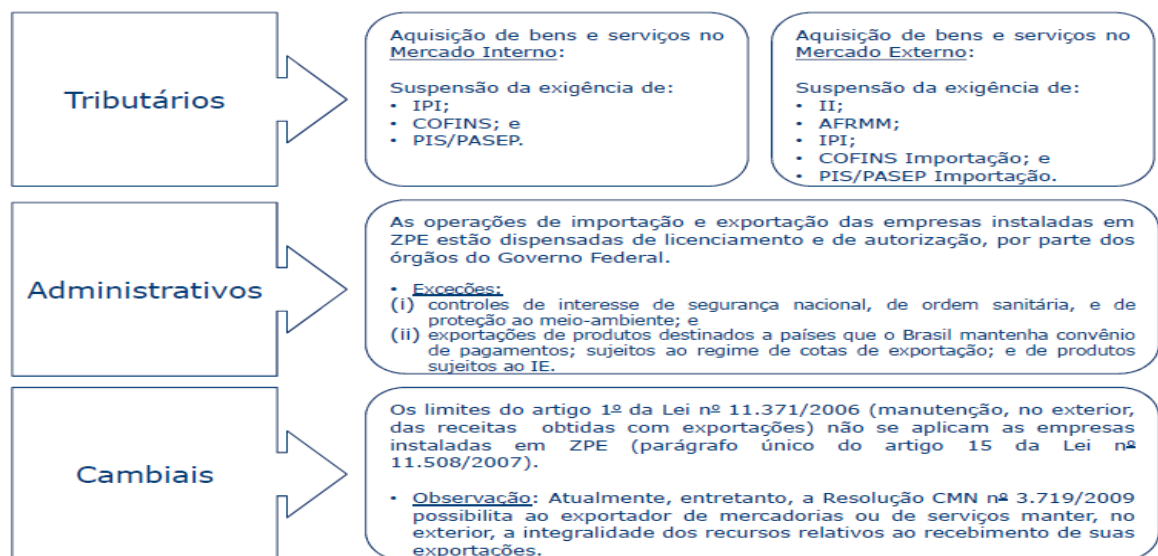 Tributários
Aquisição de bens e serviços no
Mercado Interno:
Suspensão da exigência de:
• IPI;
• COFINS; e
• PIS/PASEP.
Aquisição de bens e serviços no
Mercado Externo:
Suspensão da exigência de:
• II;
• AFRMM;
• IPI;
• COFINS Importação; e
• PIS/PASEP Importação.
Administrativos
As operações de importação e exportação das empresas instaladas em
ZPE estão dispensadas de licenciamento e de autorização, por parte dos
órgãos do Governo Federal.
• Exceções:
(i) controles de interesse de segurança nacional, de ordem sanitária, e de
proteção ao meio-ambiente; e
(ii) exportações de produtos destinados a países que o Brasil mantenha convênio
de pagamentos; sujeitos ao regime de cotas de exportação; e de produtos
sujeitos ao IE.
Cambiais
Os limites do artigo 1º da Lei nº 11.371/2006 (manutenção, no exterior,
das receitas obtidas com exportações) não se aplicam as empresas
instaladas em ZPE (parágrafo único do artigo 15 da Lei nº
11.508/2007).
• Observação: Atualmente, entretanto, a Resolução CMN nº 3.719/2009
possibilita ao exportador de mercadorias ou de serviços manter, no
exterior, a integralidade dos recursos relativos ao recebimento de suas
exportações.